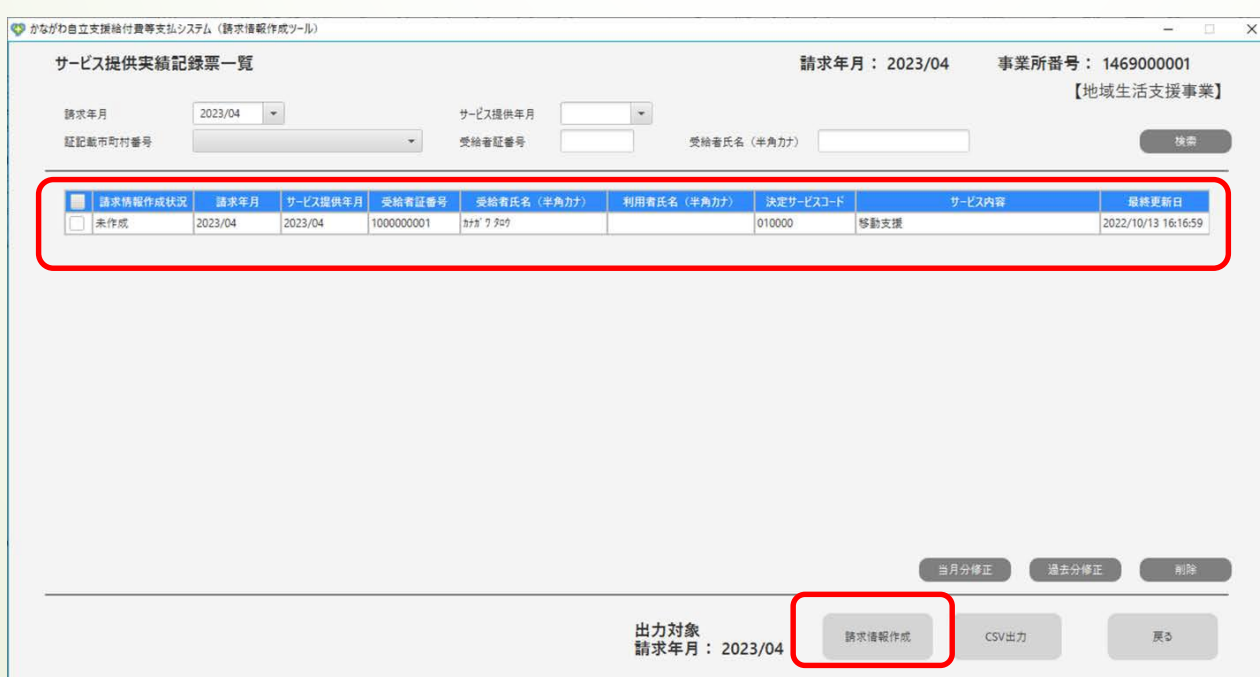 かながわ自立支援給付費等支払システム（請求情報作成ツール）
サービス提供実績記録票一覧 請求年月： 2023/04 事業所番号： 1469000001
【地域生活支援事業】
請求年月 2023/04 サービス提供年月
証記載市町村番号 受給者証番号 受給者氏名（半角カナ） 検索
請求情報作成状況 請求年月 サービス提供年月 受給者証番号 受給者氏名（半角カナ） 利用者氏名（半角カナ） 決定サービスコード サービス内容 最終更新日
未作成 2023/04 2023/04 1000000001 ｶﾅｶﾞﾜ ﾀﾛｳ 010000 移動支援 2022/10/13 16:16:59
当月分修正 過去分修正 削除
出力対象
請求年月： 2023/04 請求情報作成 CSV出力 戻る